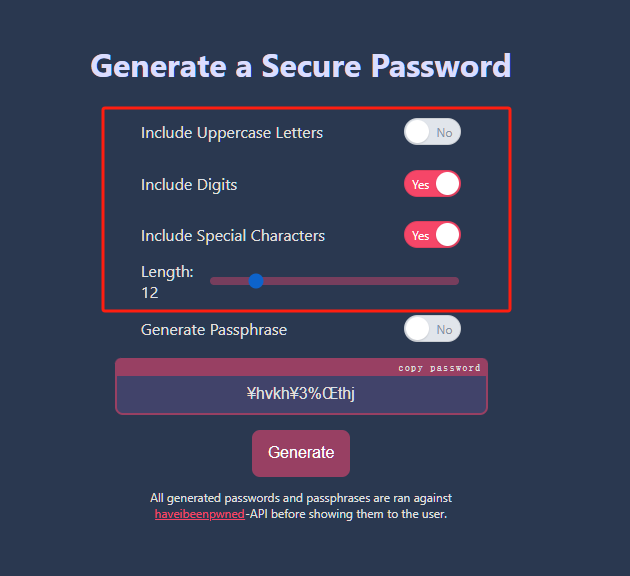 Generate a Secure Password
Include Uppercase Letters No
Include Digits Yes
Include Special Characters Yes
Length:
12
Generate Passphrase No
copy password
¥hvkh¥3%Œthj
Generate
All generated passwords and passphrases are ran against
haveibeenpwned-API before showing them to the user.